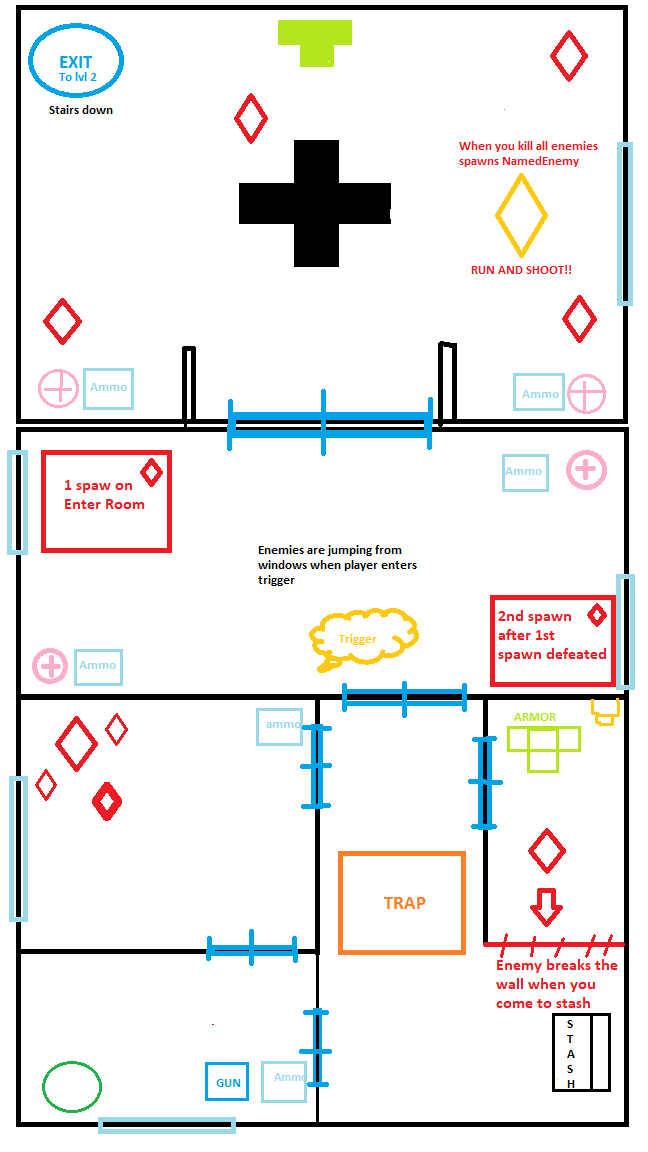 EXIT
To lvl 2
Stairs down
When you kill all enemies
spawns NamedEnemy
RUN AND SHOOT!!
Ammo
Ammo
1 spaw on
Enter Room
Ammo
Enemies are jumping from
windows when player enters
trigger
Trigger
2nd spawn
after 1st
spawn defeated
Ammo
ammo
ARMOR
TRAP
Enemy breaks the
wall when you
come to stash
S
T
A
S
H
GUN
Ammo